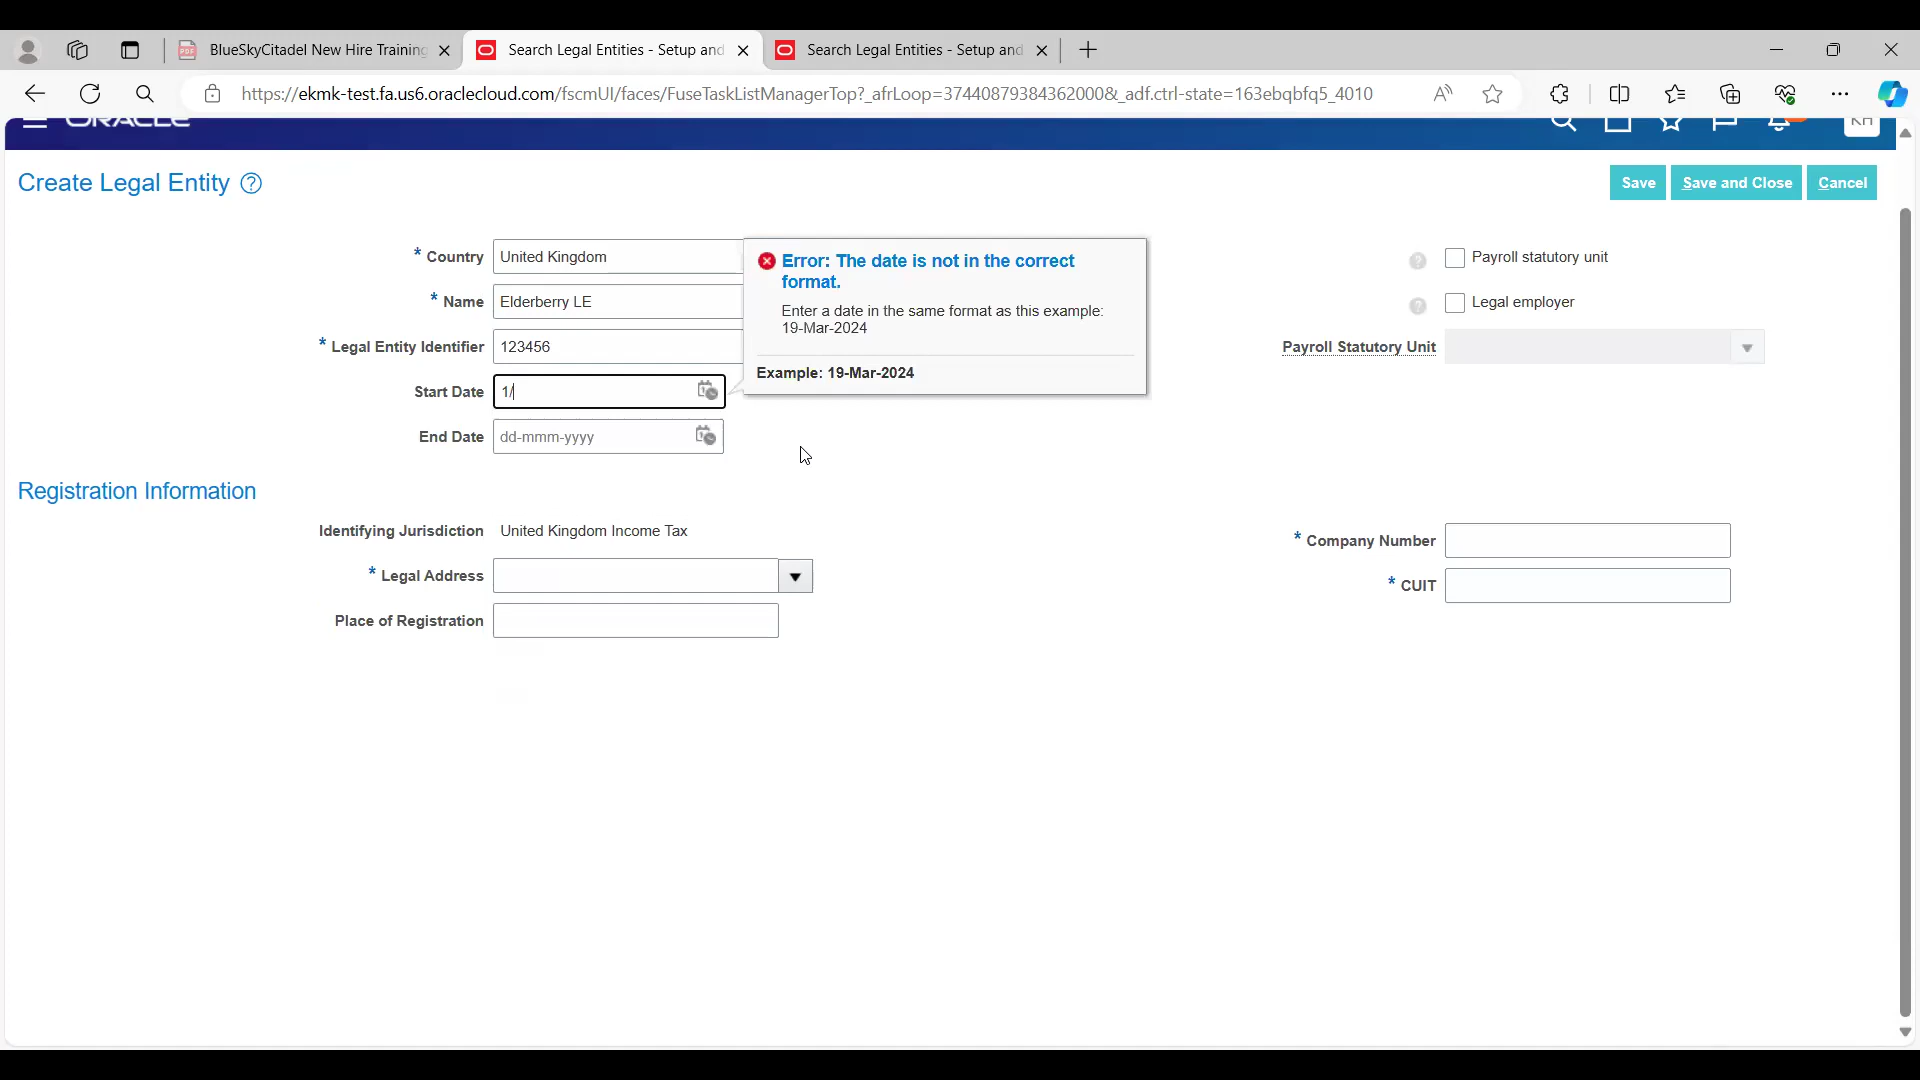 BlueSkyCitadel New Hire Training
Search Legal Entities - Setup and
Search Legal Entities - Setup and
https://ekmk-test.fa.us6.oraclecloud.com/fscmUI/faces/FuseTaskListManagerTop?_afrLoop=37440879384362000&_adf.ctrl-state=163ebqbfq5_4010
ORACLE
KH
Create Legal Entity
Save
Save and Close
Cancel
* Country United Kingdom
* Name Elderberry LE
* Legal Entity Identifier 123456
Start Date 1/
End Date dd-mmm-yyyy
Error: The date is not in the correct
format.
Enter a date in the same format as this example:
19-Mar-2024
Example: 19-Mar-2024
Payroll statutory unit
Legal employer
Payroll Statutory Unit
Registration Information
Identifying Jurisdiction United Kingdom Income Tax
* Legal Address
Place of Registration
* Company Number
* CUIT